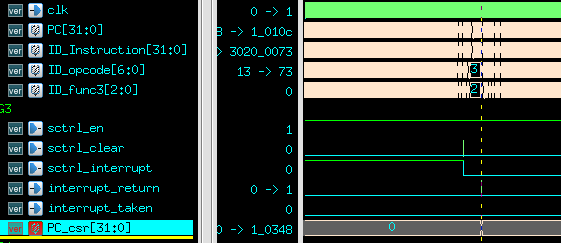 ver clk 0 -> 1
ver PC[31:0] 8 -> 1_010c
ver ID_Instruction[31:0] > 3020_0073
ver ID_opcode[6:0] 13 -> 73 3
ver ID_func3[2:0] 0 2
G3
ver sctrl_en 1
ver sctrl_clear 0
ver sctrl_interrupt 0
ver interrupt_return 0 -> 1
ver interrupt_taken 0
ver PC_csr[31:0] 0 -> 1_0348 0